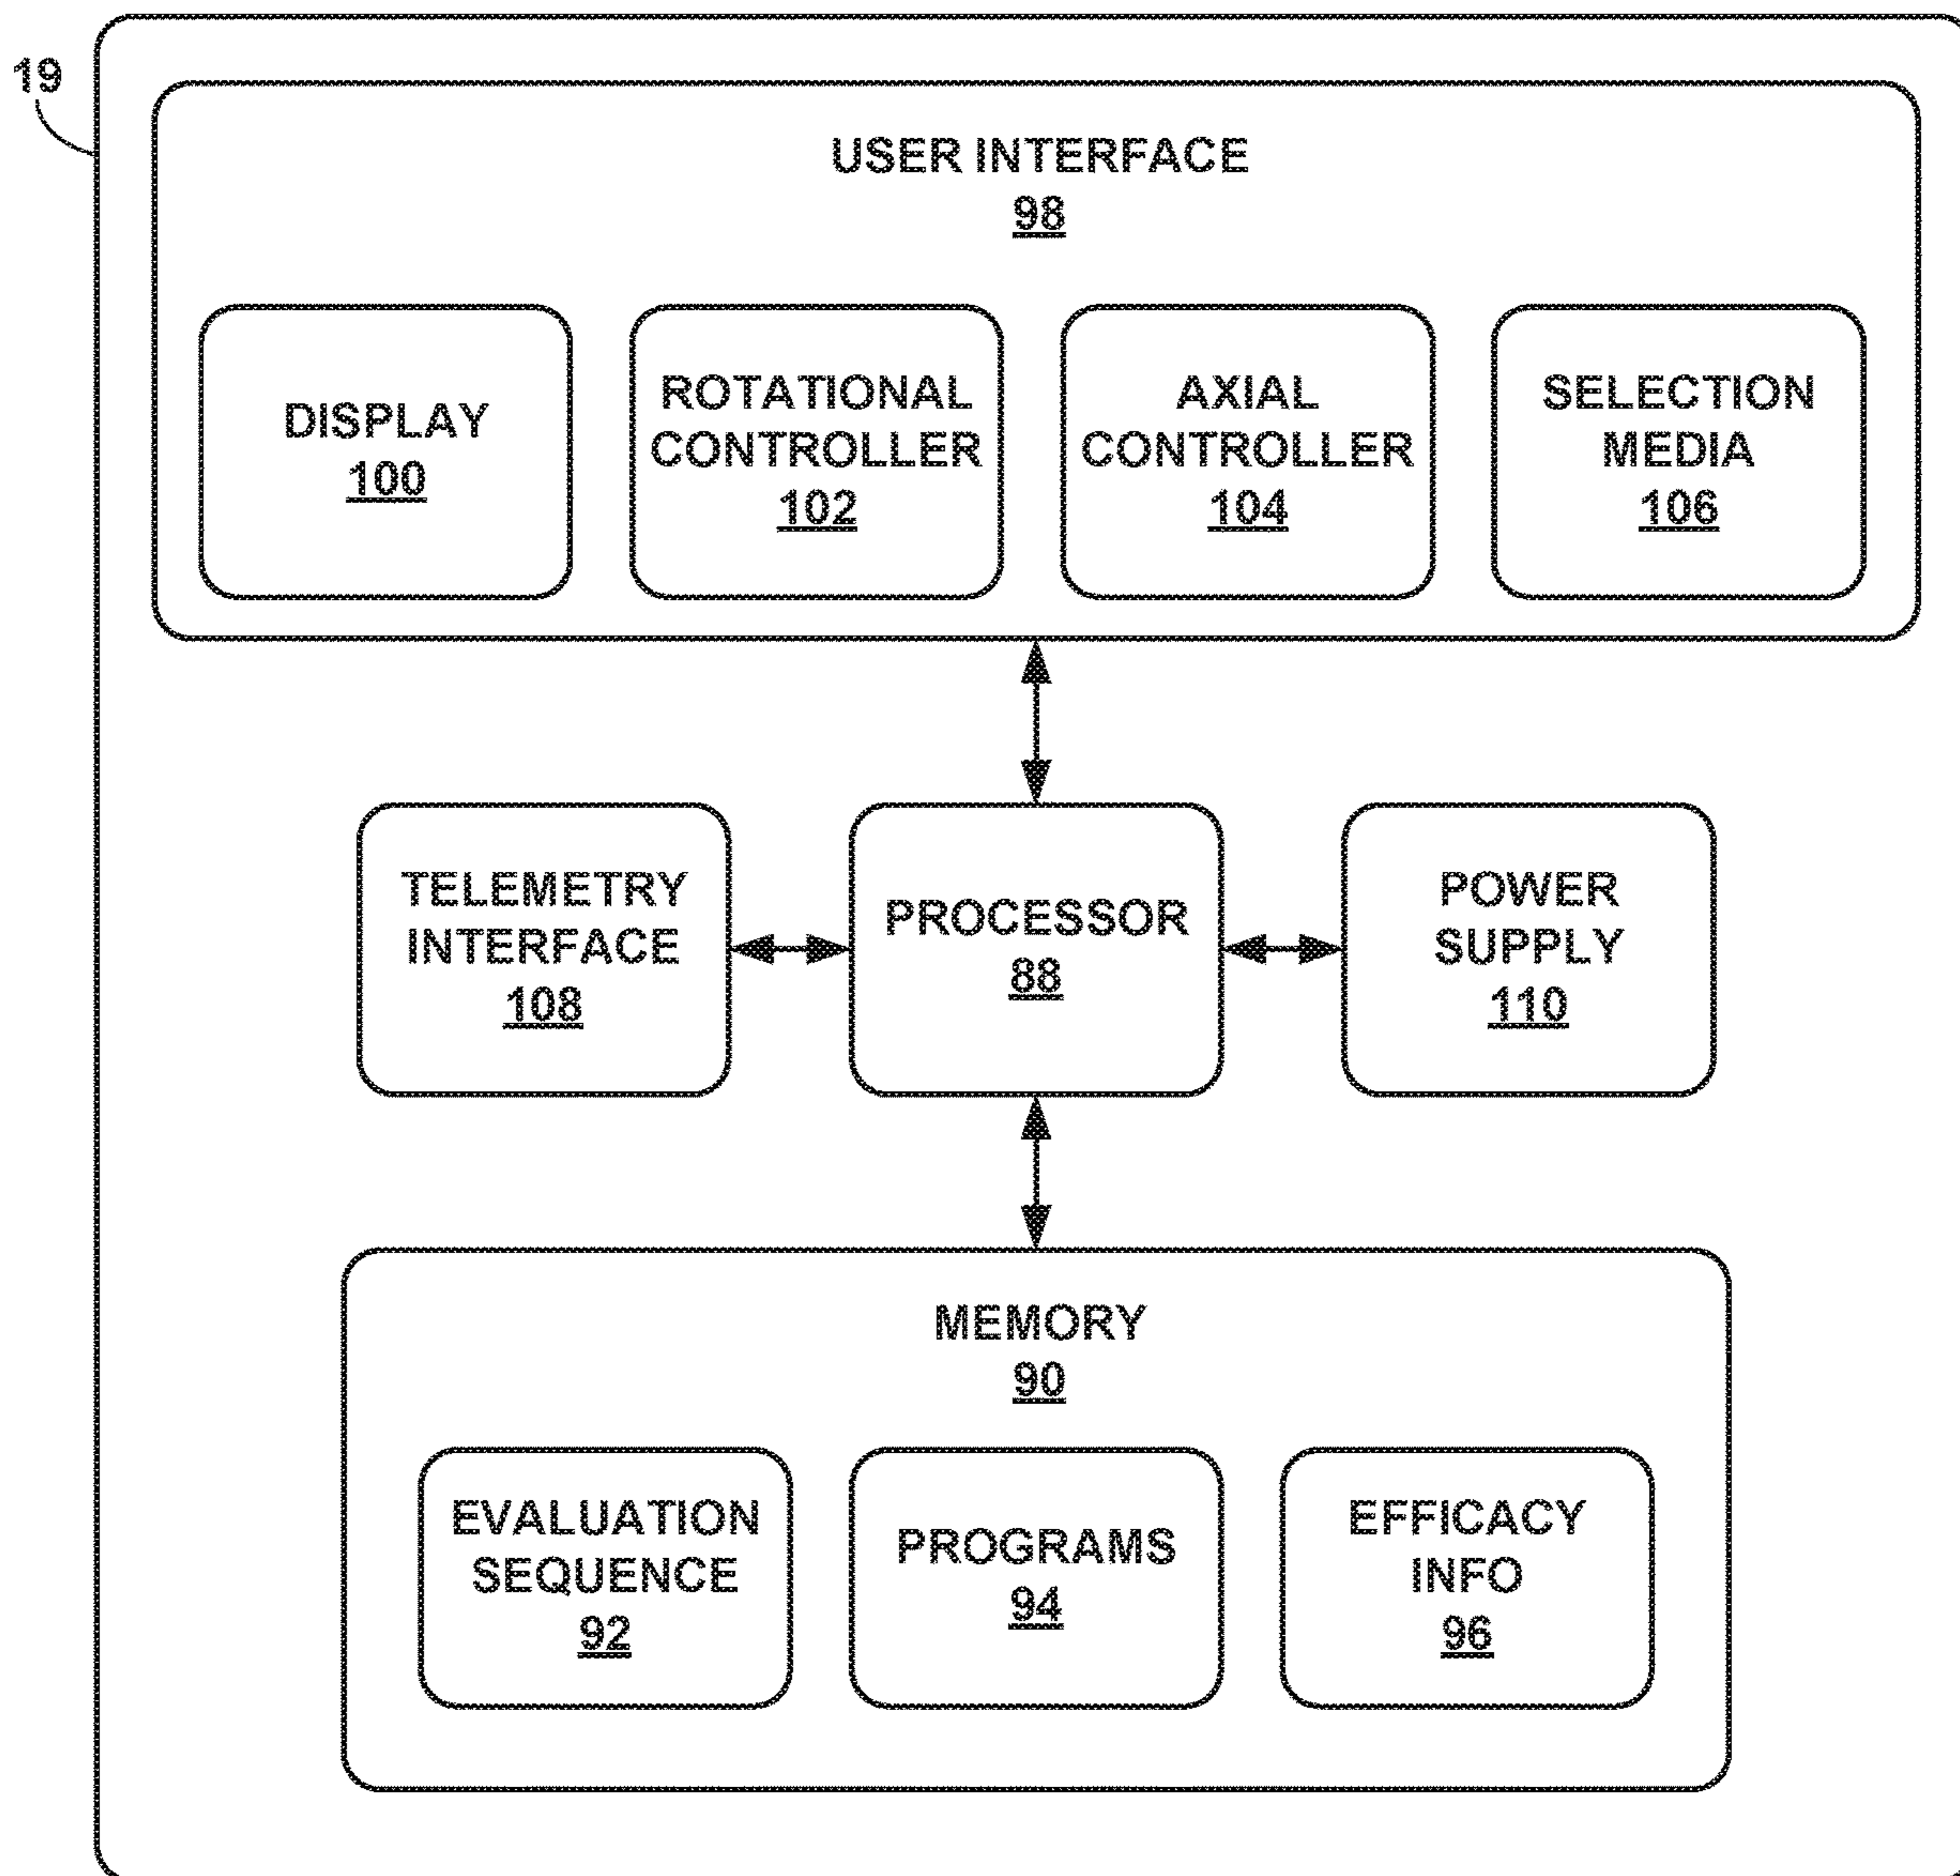 19
USER INTERFACE
98
DISPLAY
100
ROTATIONAL
CONTROLLER
102
AXIAL
CONTROLLER
104
SELECTION
MEDIA
106
TELEMETRY
INTERFACE
108
PROCESSOR
88
POWER
SUPPLY
110
MEMORY
90
EVALUATION
SEQUENCE
92
PROGRAMS
94
EFFICACY
INFO
96